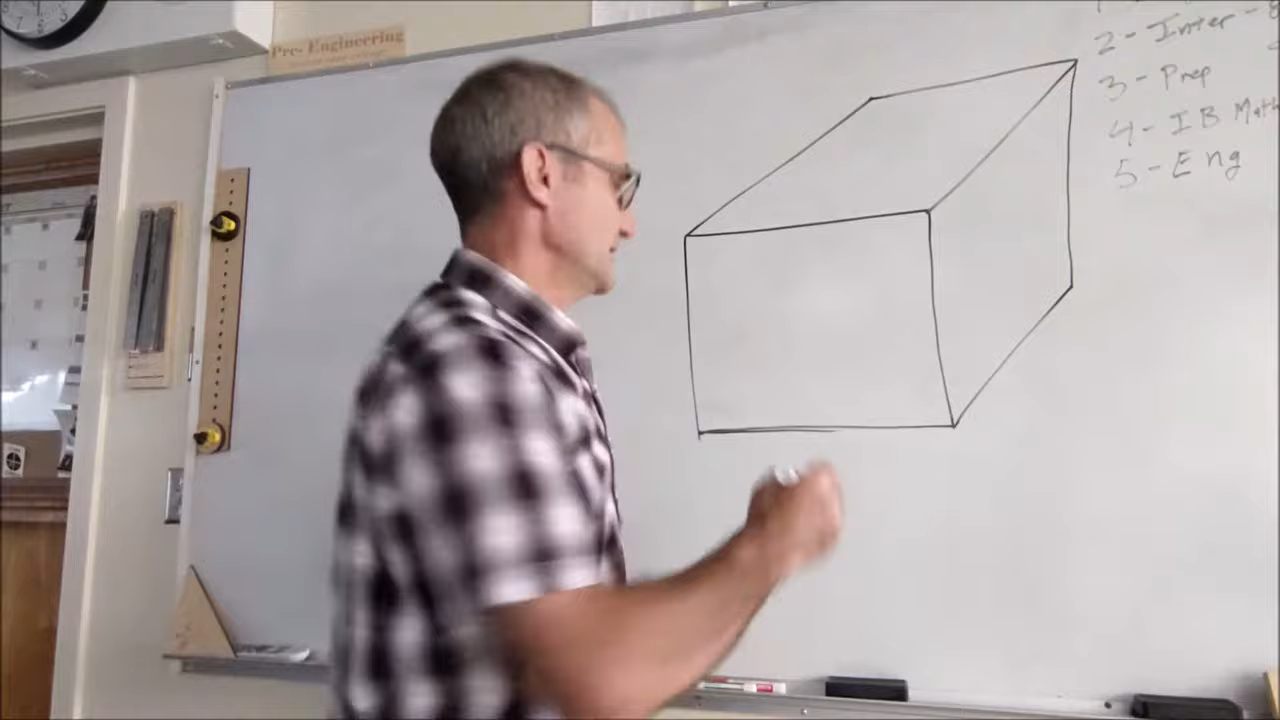 Pre- Engineering
2 - Inter -
3 - Prep
4 - IB Math
5 - Eng